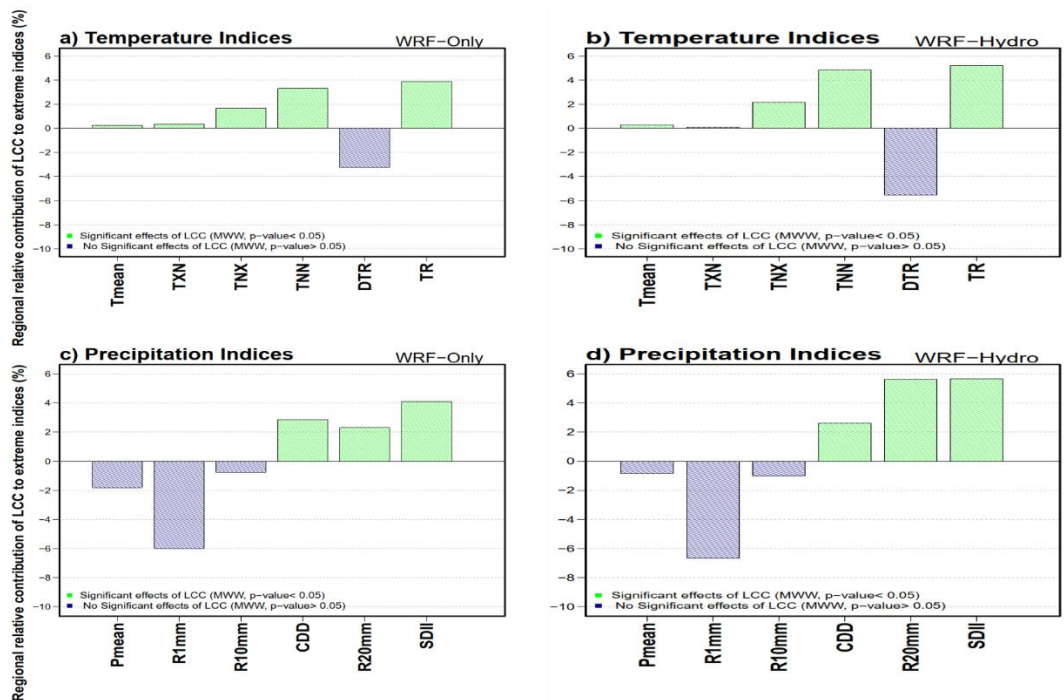 Regional relative contribution of LCC to extreme indices (%)
a) Temperature Indices WRF-Only
6
4
2
0
-2
-4
-6
-8
-10
Significant effects of LCC (MWW, p-value< 0.05)
No Significant effects of LCC (MWW, p-value> 0.05)
Tmean TXN TNX TNN DTR TR
b) Temperature Indices WRF-Hydro
6
4
2
0
-2
-4
-6
-8
-10
Significant effects of LCC (MWW, p-value< 0.05)
No Significant effects of LCC (MWW, p-value> 0.05)
Tmean TXN TNX TNN DTR TR
Regional relative contribution of LCC to extreme indices (%)
c) Precipitation Indices WRF-Only
6
4
2
0
-2
-4
-6
-8
-10
Significant effects of LCC (MWW, p-value< 0.05)
No Significant effects of LCC (MWW, p-value> 0.05)
Pmean R1mm R10mm CDD R20mm SDII
d) Precipitation Indices WRF-Hydro
6
4
2
0
-2
-4
-6
-8
-10
Significant effects of LCC (MWW, p-value< 0.05)
No Significant effects of LCC (MWW, p-value> 0.05)
Pmean R1mm R10mm CDD R20mm SDII